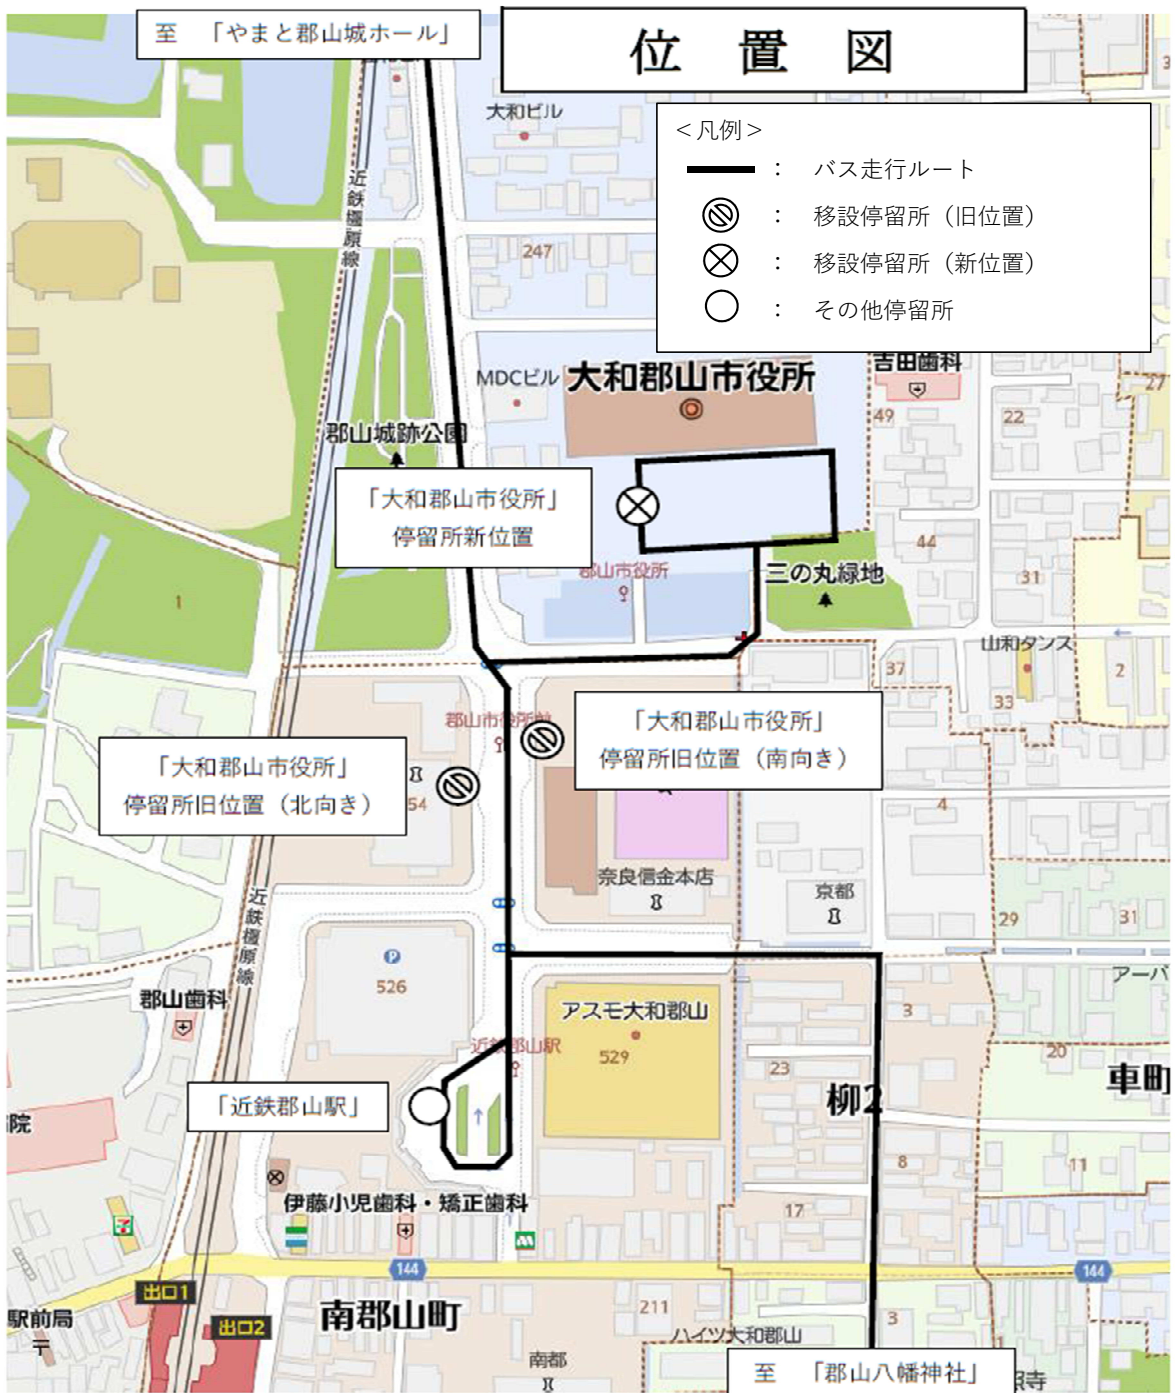 至 「やまと郡山城ホール」
位 置 図
＜凡例＞
： バス走行ルート
： 移設停留所（旧位置）
： 移設停留所（新位置）
： その他停留所
大和ビル
近鉄橿原線
247
MDCビル
大和郡山市役所
吉田歯科
27
49
22
郡山城跡公園
「大和郡山市役所」
停留所新位置
44
郡山市役所
三の丸緑地
31
1
山和タンス
37
2
33
郡山市役所前
「大和郡山市役所」
停留所旧位置（南向き）
「大和郡山市役所」
停留所旧位置（北向き）
54
4
奈良信金本店
京都
近鉄橿原線
29
31
P
526
アーバ
郡山歯科
アスモ大和郡山
3
近鉄郡山駅
529
20
23
車町
「近鉄郡山駅」
柳2
院
8
11
伊藤小児歯科・矯正歯科
17
144
144
出口1
駅前局
出口2
南郡山町
211
3
ハイツ大和郡山
1
南都
至 「郡山八幡神社」
照寺